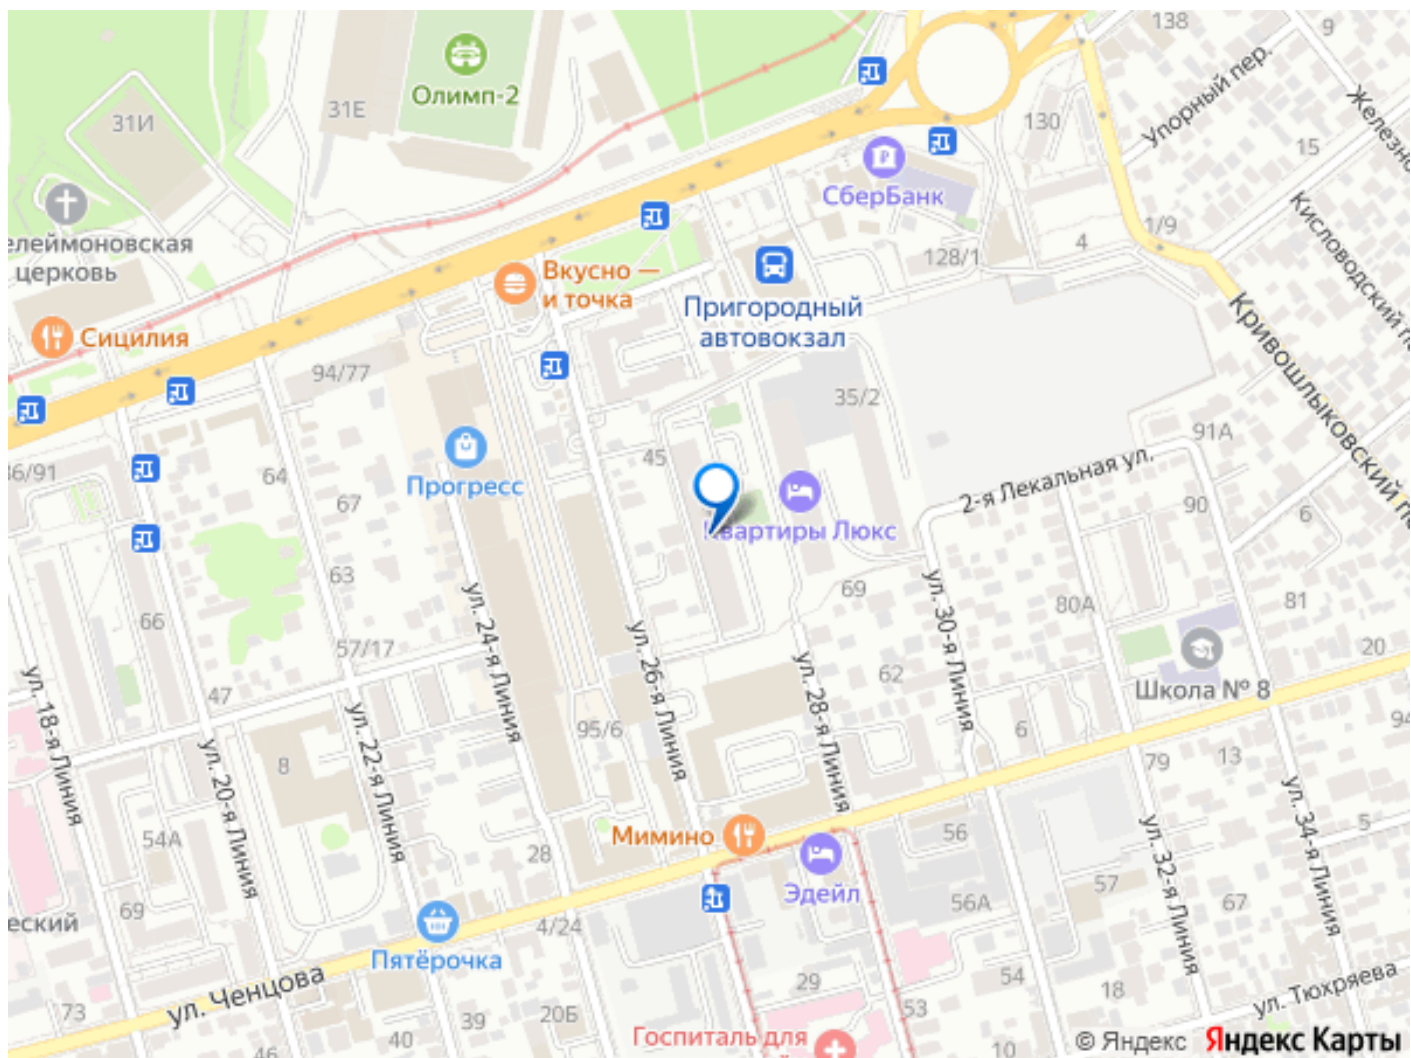 138
9
Упорный пер.
Железно
Олимп-2
31Е
31И
130
15
СберБанк
Кисловодский п
елеймоновская
церковь
1/9
4
128/1
Вкусно —
и точка
Пригородный
автовокзал
Сицилия
Кривошлыковский п
94/77
35/2
91А
2-я Лекальная ул.
36/91
64
67
Прогресс
45
Квартиры Люкс
90
6
63
66
ул. 24-я Линия
ул. 26-я Линия
69
ул. 30-я Линия
80А
81
57/17
47
ул. 18-я Линия
ул. 20-я Линия
ул. 22-я Линия
ул. 28-я Линия
62
Школа № 8
20
8
95/6
6
79
13
94
54А
28
Мимино
Эдейл
56
56А
57
67
5
ул. 32-я Линия
ул. 34-я Линия
69
еский
4/24
Пятёрочка
ул. Ченцова
73
46
40
39
20Б
29
53
54
18
10
ул. Тюхряева
Госпиталь для
© Яндекс Яндекс Карты